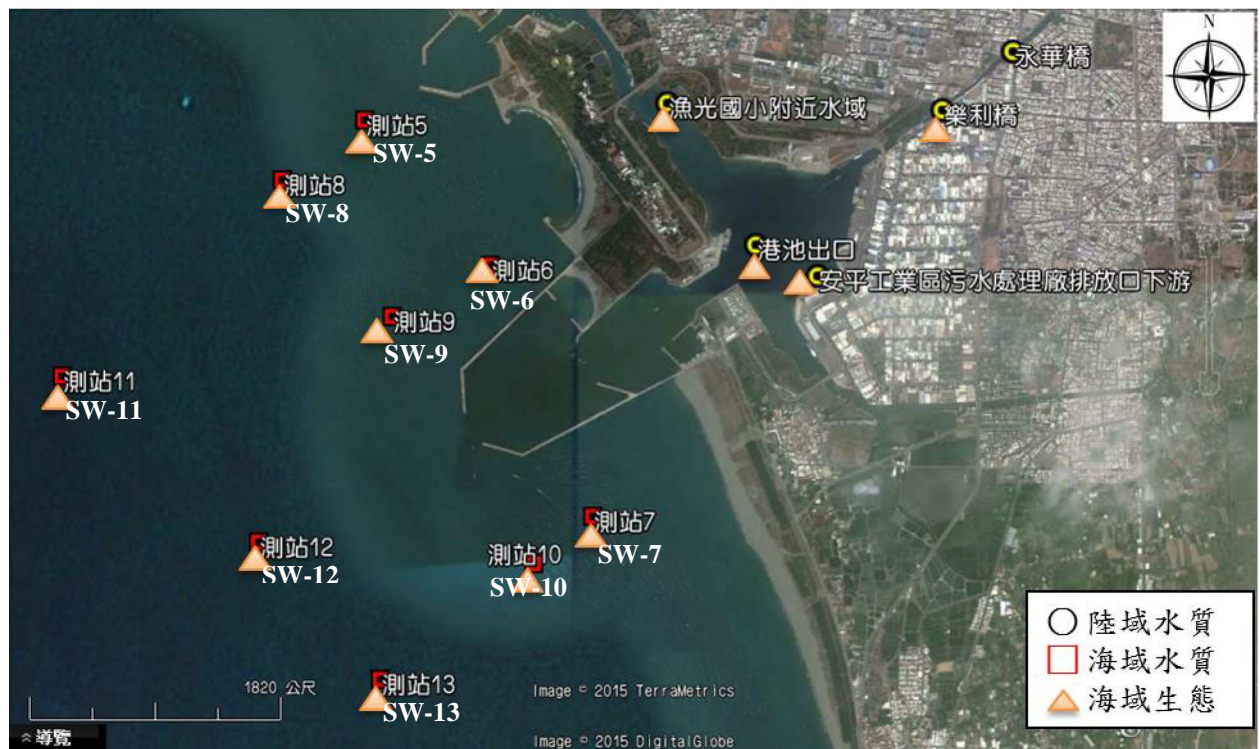 N
永華橋
漁光國小附近水域
樂利橋
測站5
SW-5
測站8
SW-8
港池出口
測站6
SW-6
安平工業區污水處理廠排放口下游
測站9
SW-9
測站11
SW-11
測站7
SW-7
測站12
SW-12
測站10
SW-10
測站13
SW-13
1820 公尺
Image © 2015 TerraMetrics
Image © 2015 DigitalGlobe
導覽
陸域水質
海域水質
海域生態